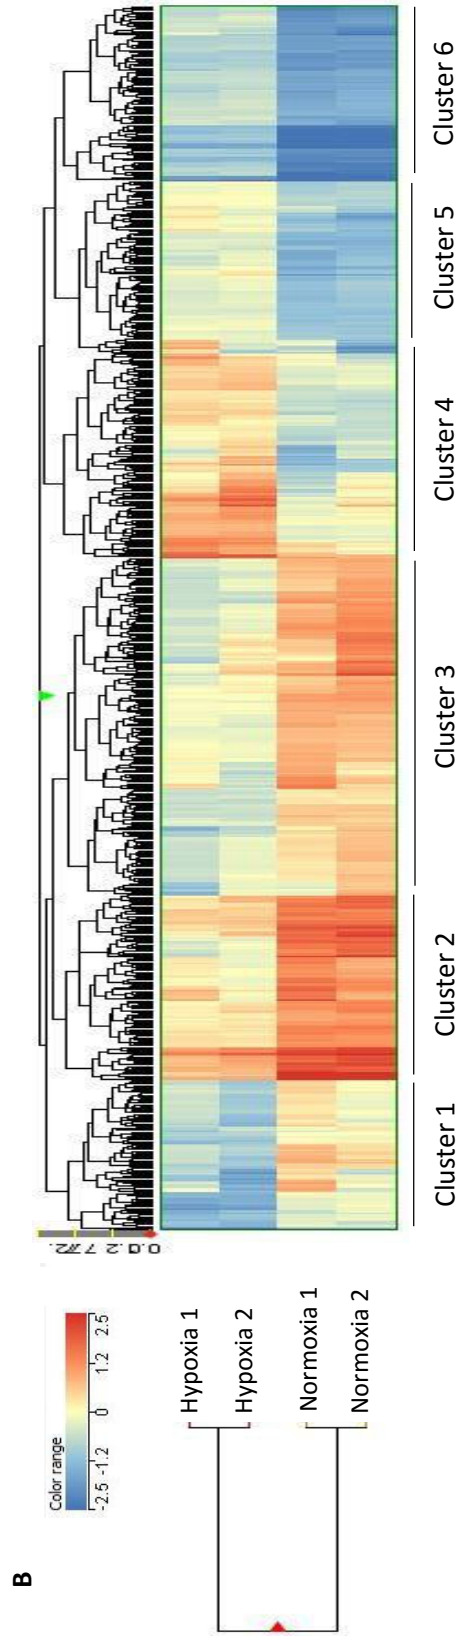 B
Color range
-2.5 -1.2 0 1.2 2.5
Hypoxia 1
Hypoxia 2
Normoxia 1
Normoxia 2
Cluster 1
Cluster 2
Cluster 3
Cluster 4
Cluster 5
Cluster 6